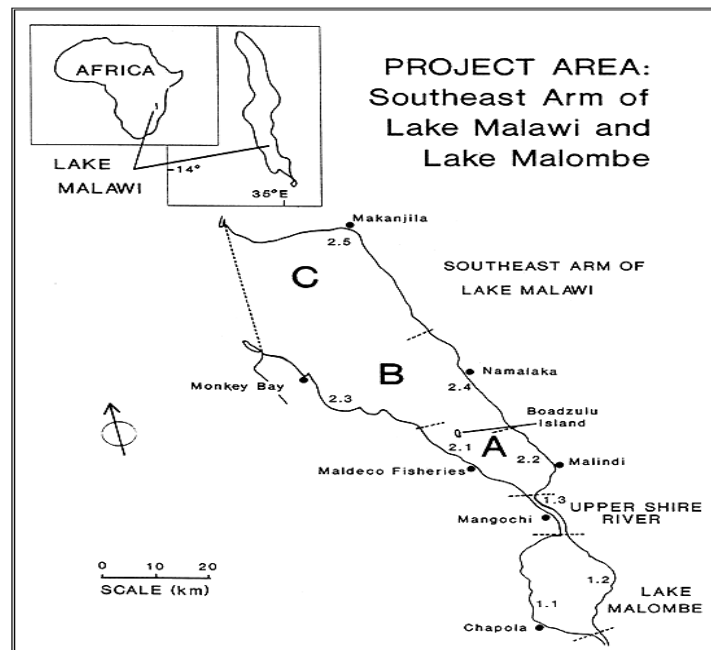 AFRICA
LAKE
MALAWI
14°
35°E
PROJECT AREA:
Southeast Arm of
Lake Malawi and
Lake Malombe
Makanjila
2.5
C
SOUTHEAST ARM OF
LAKE MALAWI
B
Namalaka
Monkey Bay
2.3
2.4
Boadzulu
Island
A
2.1
2.2
Malindi
Maldeco Fisheries
1.3
UPPER SHIRE
RIVER
Mangochi
0 10 20
SCALE (km)
1.2
1.1
LAKE
MALOMBE
Chapola